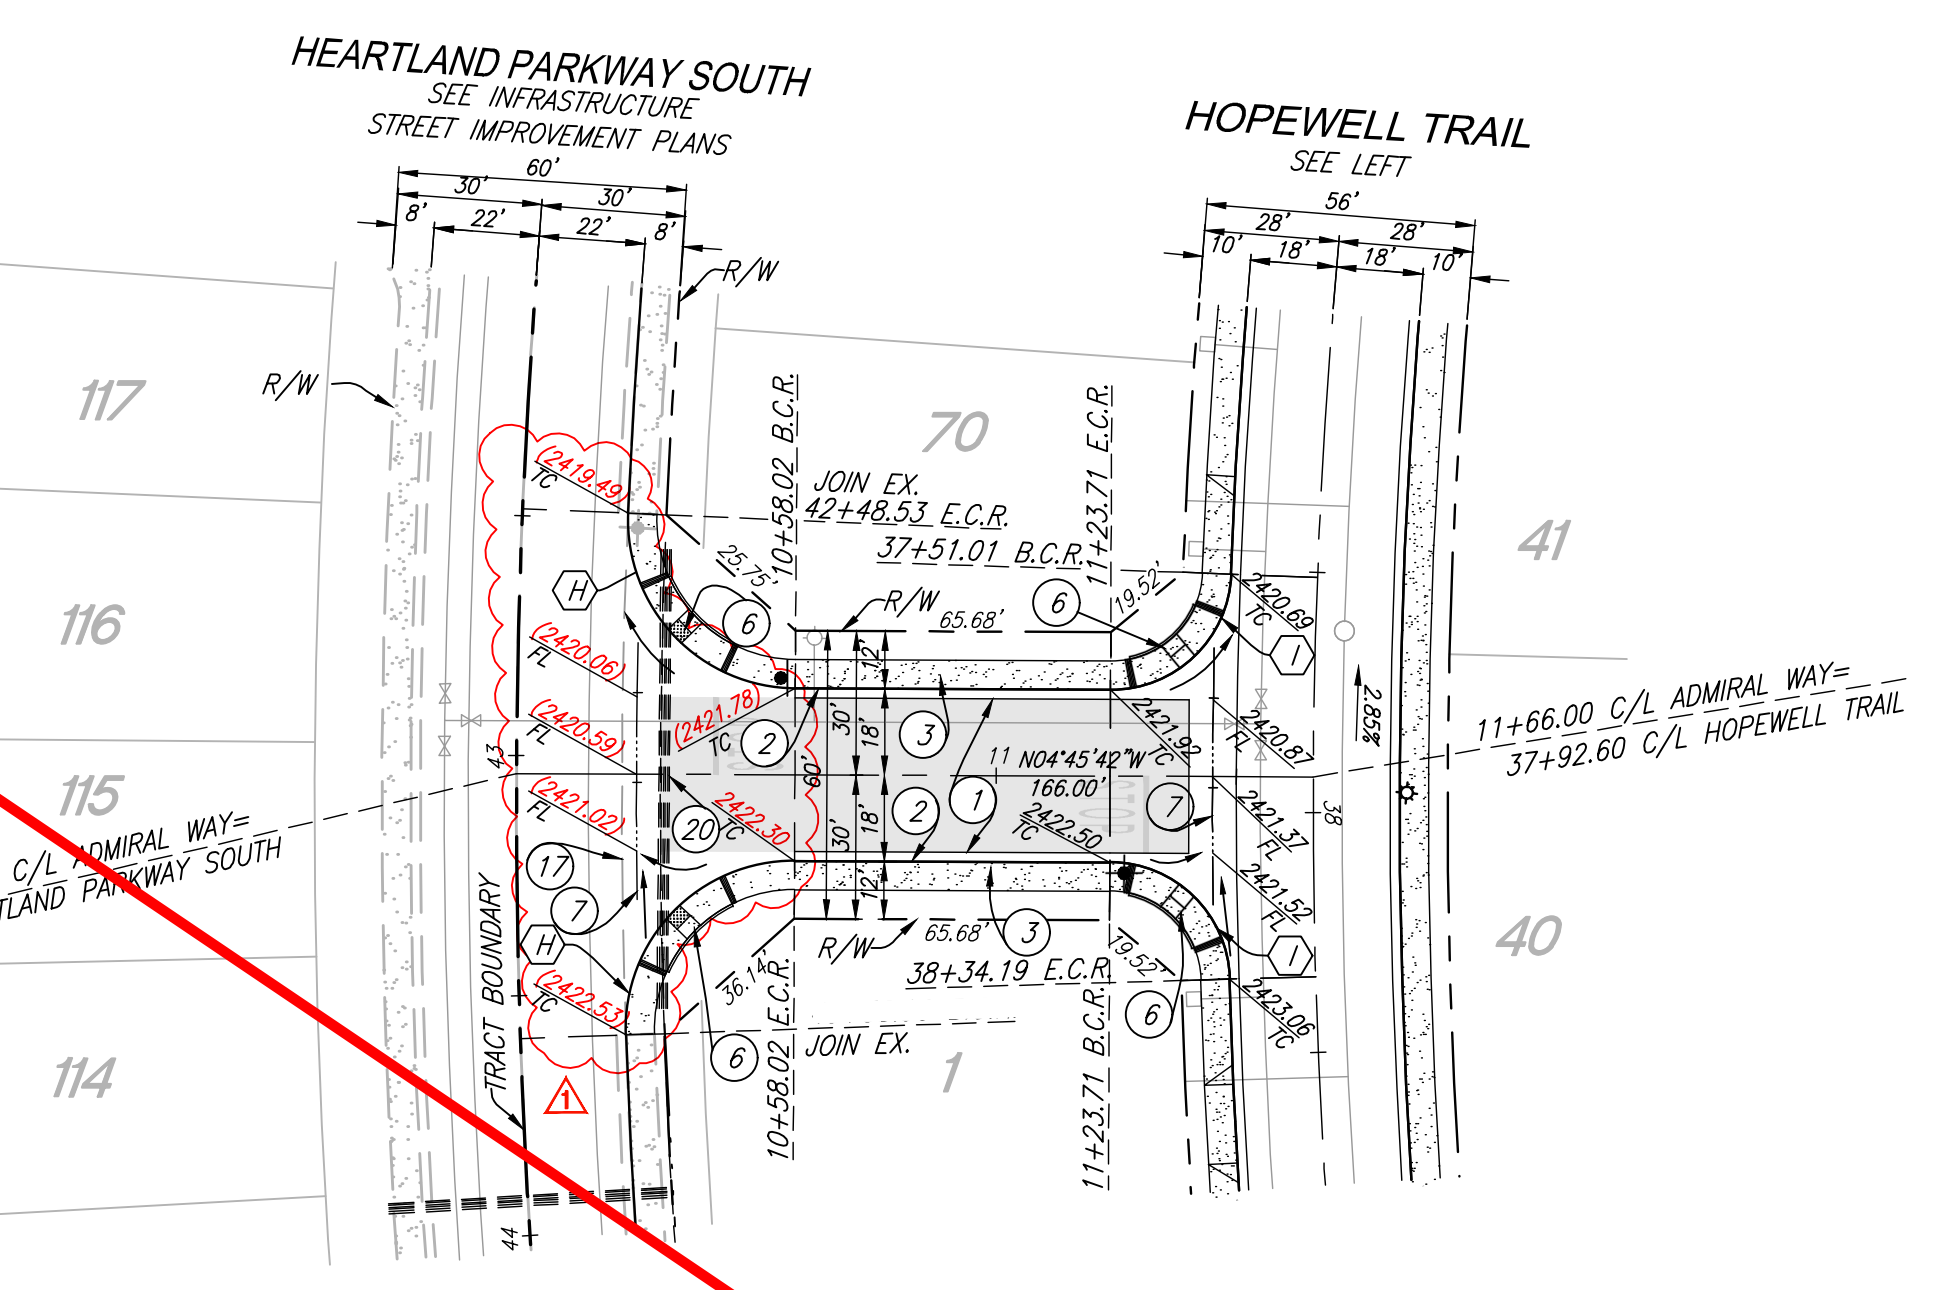 HEARTLAND PARKWAY SOUTH
SEE INFRASTRUCTURE
STREET IMPROVEMENT PLANS
60'
30' 30'
8' 22' 22' 8'
R/W
HOPEWELL TRAIL
SEE LEFT
56'
28' 28'
10' 18' 18' 10'
R/W
117
116
115
114
70
41
40
1
10+58.02 B.C.R.
11+23.71 E.C.R.
JOIN EX.
42+48.53 E.C.R.
37+51.01 B.C.R.
(2419.49)
TC
25.75'
H
6
R/W
65.68'
6
19.52'
2420.69
TC
I
(2420.06)
FL
12'
(2421.78)
TC
2
30'
18'
3
2421.92
TC
2420.87
FL
2.85%
11+66.00 C/L ADMIRAL WAY=
37+92.60 C/L HOPEWELL TRAIL
(2420.59)
FL
43
60'
11
N04°45'42"W
166.00'
(2421.02)
FL
20
2422.30
TC
30'
18'
2
1
2422.50
TC
7
2421.37
FL
38
C/L ADMIRAL WAY=
TLAND PARKWAY SOUTH
17
7
12'
2421.52
FL
TRACT BOUNDARY
H
R/W
65.68'
3
19.52'
I
(2422.53)
TC
36.14'
38+34.19 E.C.R.
6
2423.06
TC
6
JOIN EX.
10+58.02 E.C.R.
11+23.71 B.C.R.
1
44